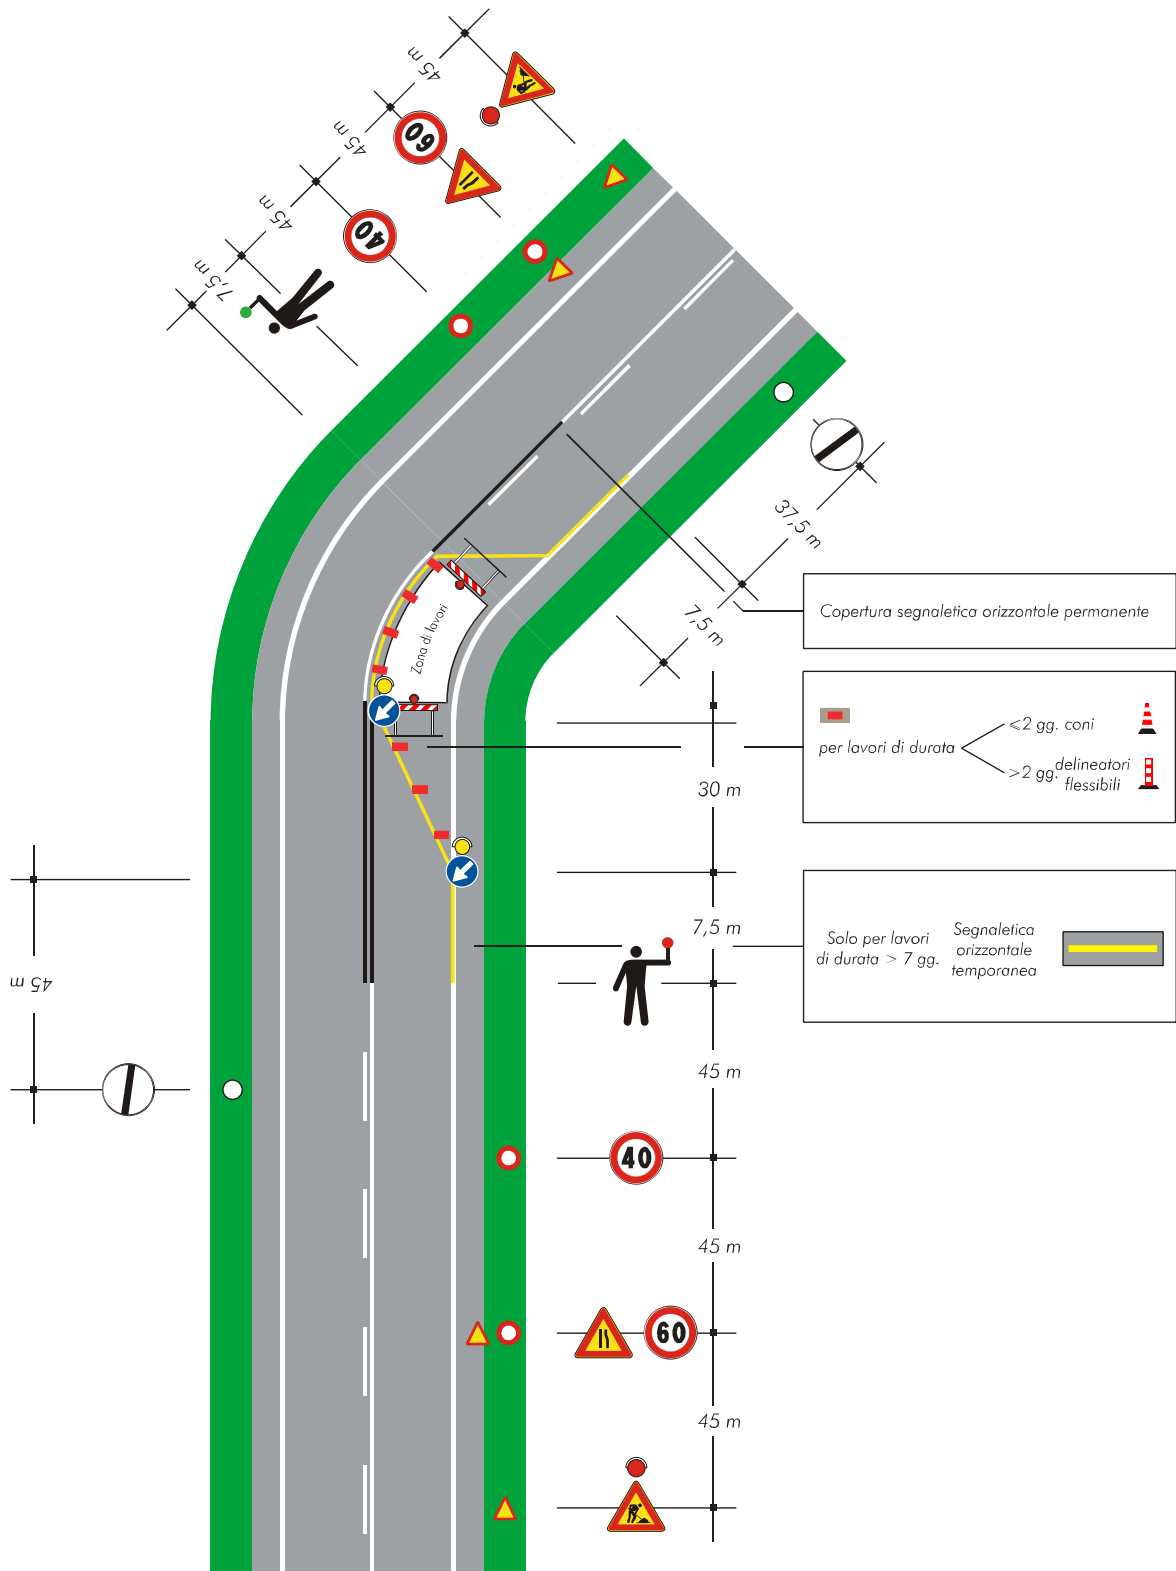 45 m
45 m
60
45 m
40
7,5 m
37,5 m
7,5 m
Copertura segnaletica orizzontale permanente
Zona di lavori
per lavori di durata
≤2 gg. coni
>2 gg. delineatori
flessibili
30 m
7,5 m
Solo per lavori
di durata > 7 gg.
Segnaletica
orizzontale
temporanea
45 m
45 m
40
45 m
60
45 m